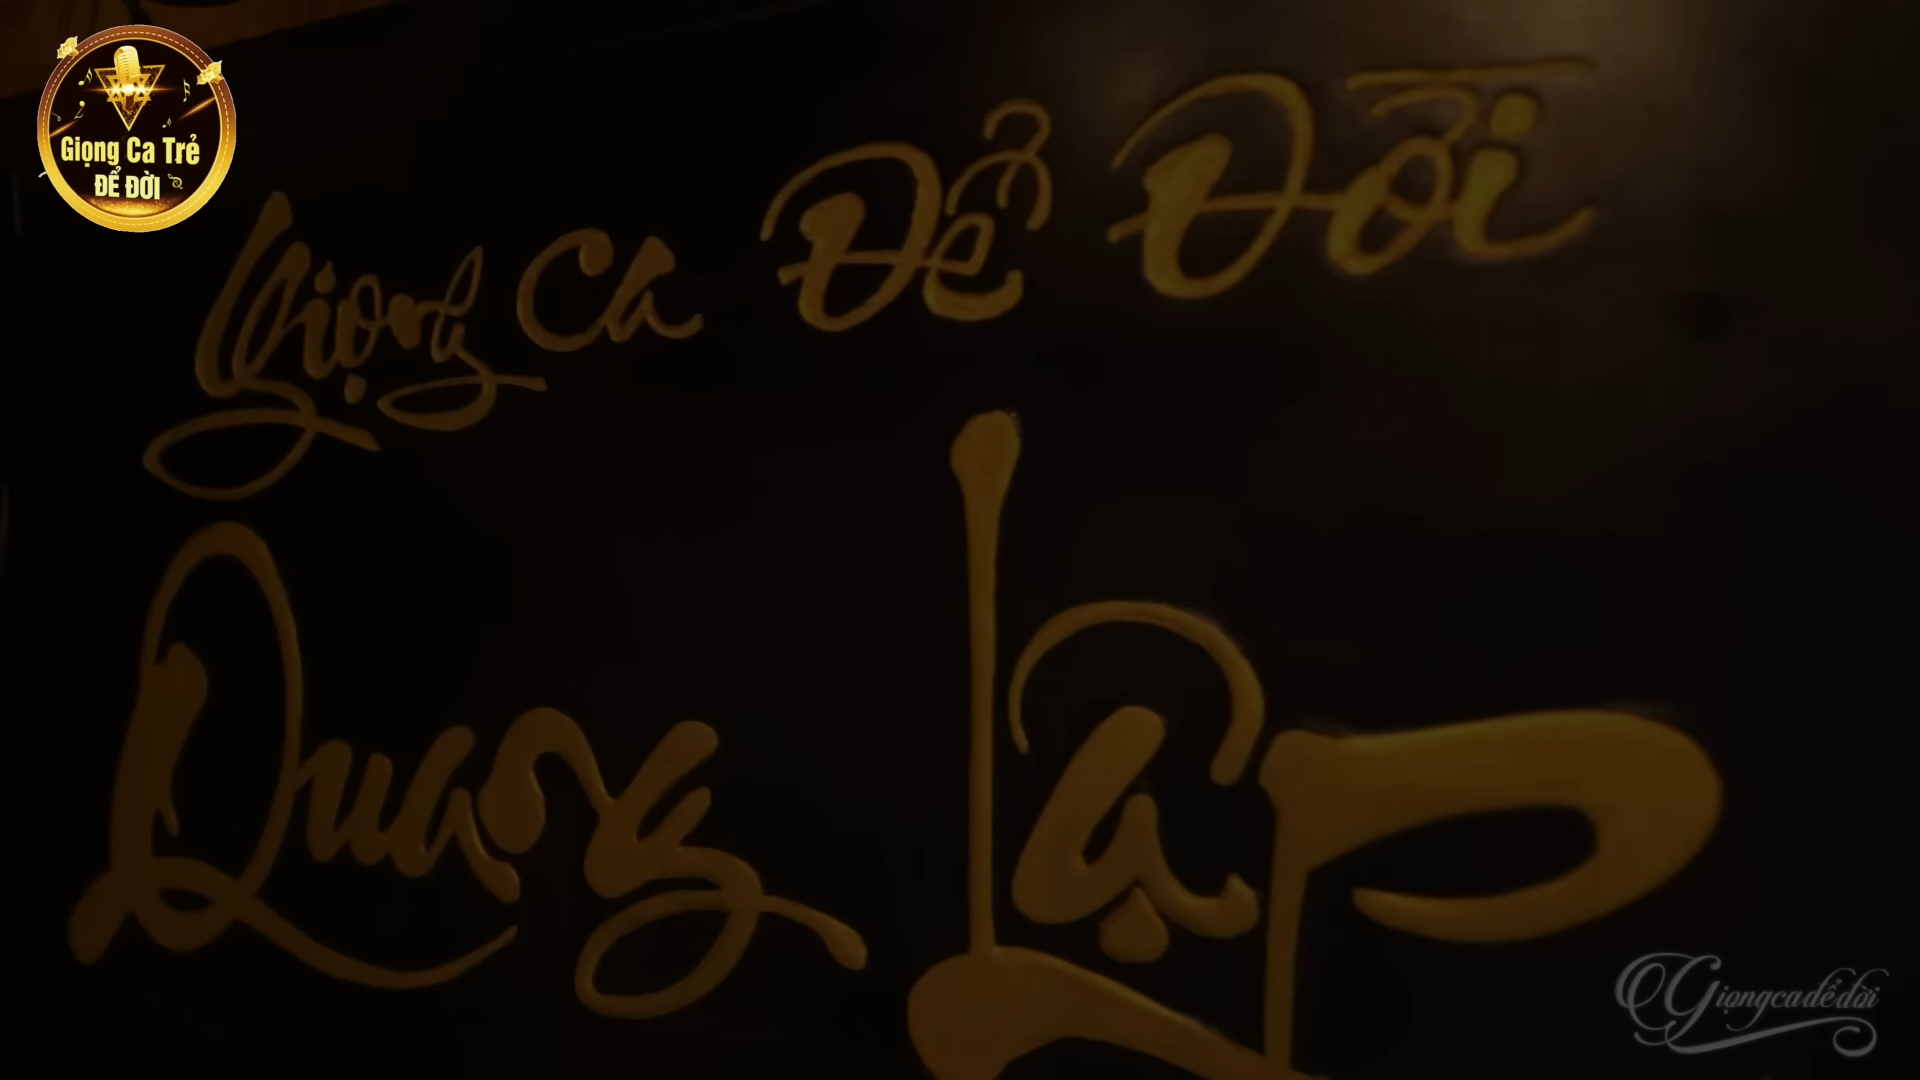 Giọng Ca Trẻ
ĐỂ ĐỜI
Giọng Ca Để Đời
Quang Lập
Giọngcađểđời